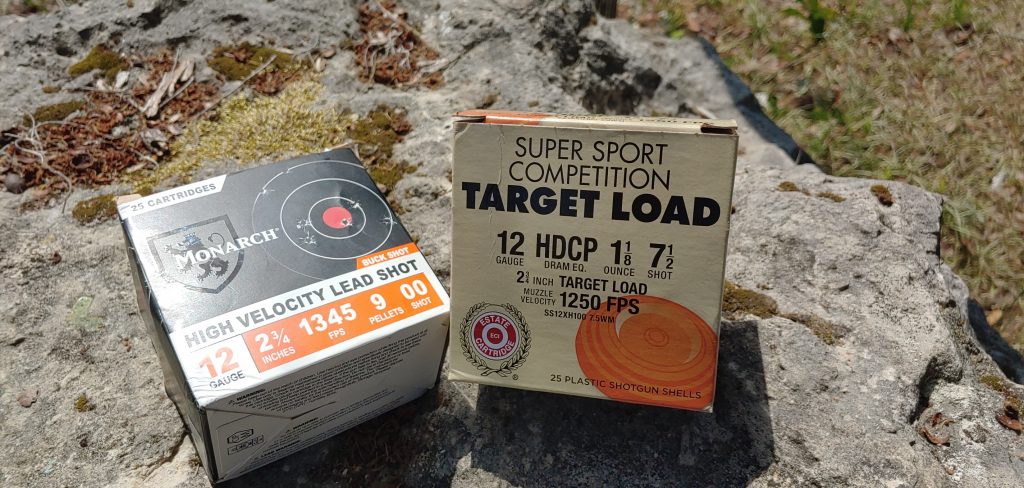 25 CARTRIDGES
MONARCH®
BUCK SHOT
HIGH VELOCITY LEAD SHOT
12 2¾ 1345 9 00
GAUGE INCHES FPS PELLETS SHOT
SUPER SPORT
COMPETITION
TARGET LOAD
12 HDCP 1⅛ 7½
GAUGE DRAM EQ. OUNCE SHOT
2¾ INCH TARGET LOAD
MUZZLE
VELOCITY 1250 FPS
SS12XH100 7.5WM
ESTATE
ECI
CARTRIDGE
®
25 PLASTIC SHOTGUN SHELLS